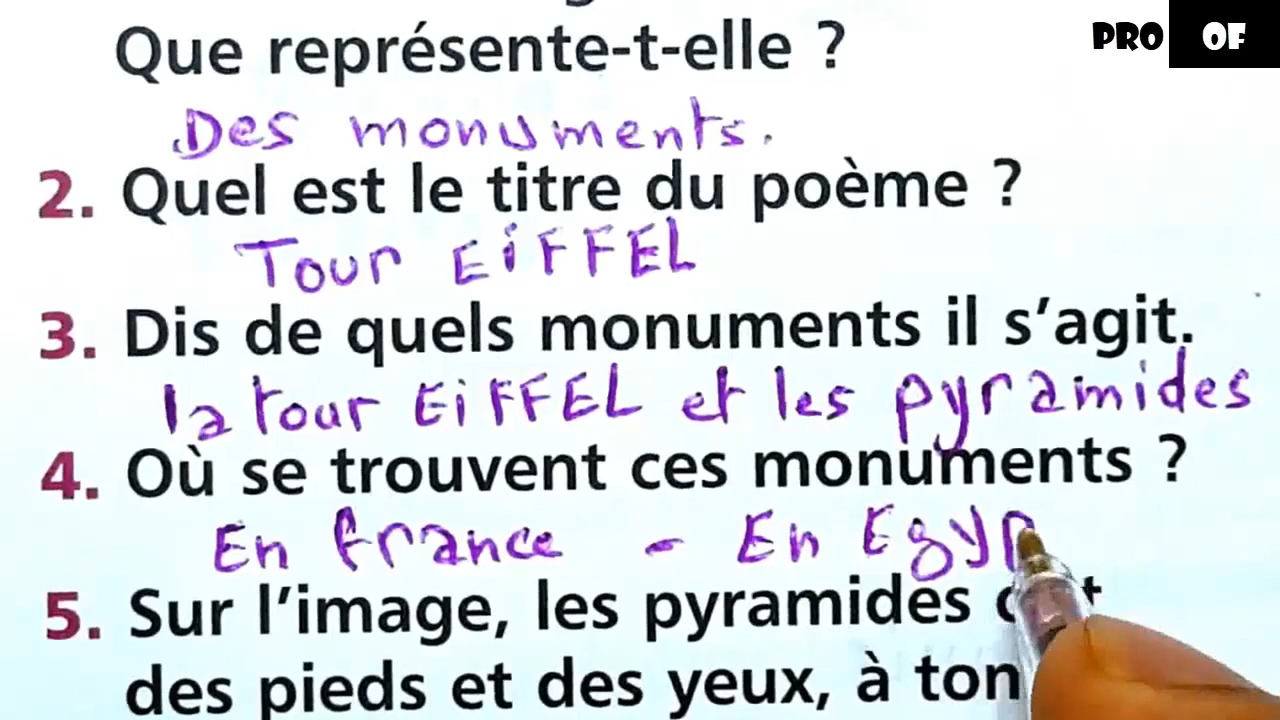 PRO OF
Que représente-t-elle ?
Des monuments.
2. Quel est le titre du poème ?
Tour EiFFEL
3. Dis de quels monuments il s'agit.
la tour EiFFEL et les pyramides
4. Où se trouvent ces monuments ?
En france - En Egyp
5. Sur l'image, les pyramides
des pieds et des yeux, à ton